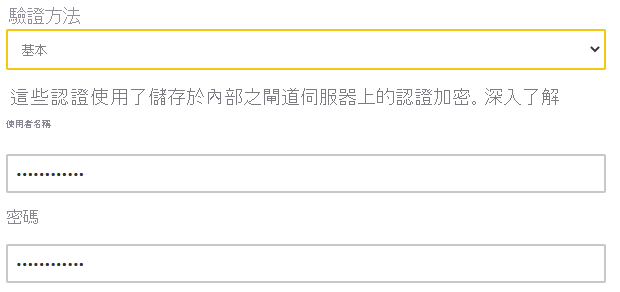 驗證方法
基本
這些認證使用了儲存於內部之閘道伺服器上的認證加密。深入了解
使用者名稱
••••••••••••
密碼
••••••••••••